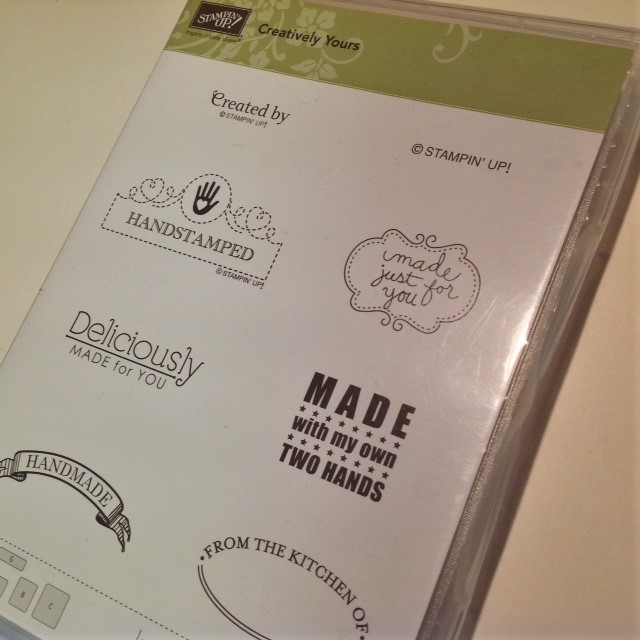 STAMPIN' UP!
Creatively Yours
Created by
© STAMPIN' UP!
© STAMPIN' UP!
HANDSTAMPED
© STAMPIN' UP!
made
just for
you
Deliciously
MADE for YOU
MADE
with my own
TWO HANDS
HANDMADE
FROM THE KITCHEN OF
G
B
C